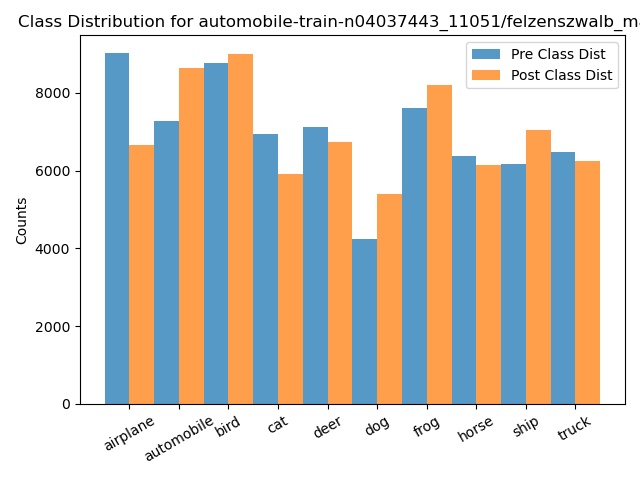 Class Distribution for automobile-train-n04037443_11051/felzenszwalb_m
Pre Class Dist
Post Class Dist
Counts
8000
6000
4000
2000
0
airplane
automobile
bird
cat
deer
dog
frog
horse
ship
truck